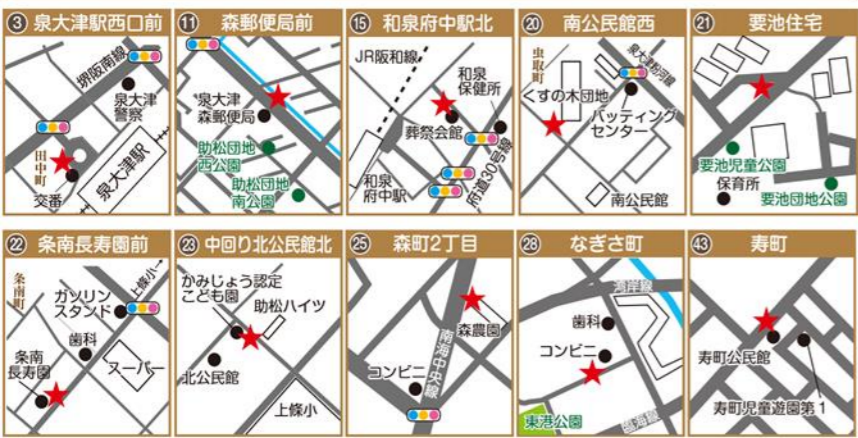 ③ 泉大津駅西口前
堺阪南線
泉大津
警察
田中町
泉大津駅
交番
⑪ 森郵便局前
泉大津
森郵便局
助松団地
西公園
助松団地
南公園
⑮ 和泉府中駅北
JR阪和線
和泉
保健所
葬祭会館
和泉
府中駅
府道30号線
⑳ 南公民館西
虫取町
泉大津粉河線
くすの木団地
バッティング
センター
南公民館
㉑ 要池住宅
要池児童公園
保育所
要池団地公園
㉒ 条南長寿園前
条南町
上條小→
ガソリン
スタンド
歯科
スーパー
条南
長寿園
㉓ 中回り北公民館北
かみじょう認定
こども園
助松ハイツ
北公民館
上條小
㉕ 森町2丁目
森農園
南海中央線
コンビニ
㉘ なぎさ町
湾岸線
歯科
コンビニ
東港公園
臨海線
㊸ 寿町
寿町公民館
寿町児童遊園第1